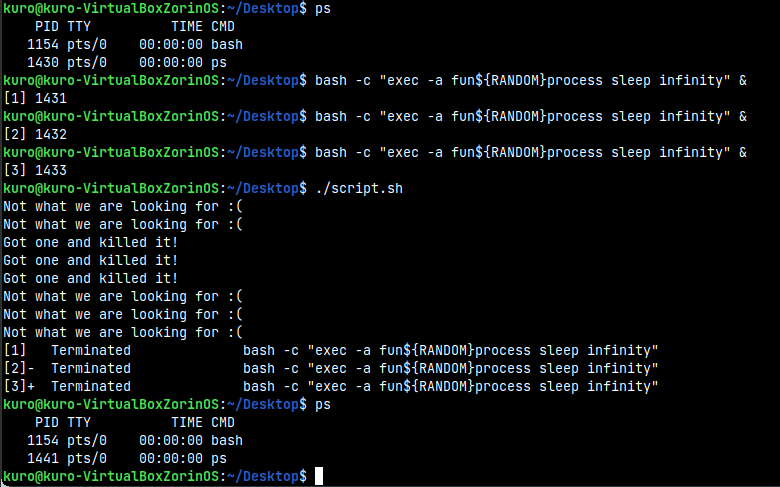 kuro@kuro-VirtualBoxZorinOS:~/Desktop$ ps
    PID TTY          TIME CMD
   1154 pts/0    00:00:00 bash
   1430 pts/0    00:00:00 ps
kuro@kuro-VirtualBoxZorinOS:~/Desktop$ bash -c "exec -a fun${RANDOM}process sleep infinity" &
[1] 1431
kuro@kuro-VirtualBoxZorinOS:~/Desktop$ bash -c "exec -a fun${RANDOM}process sleep infinity" &
[2] 1432
kuro@kuro-VirtualBoxZorinOS:~/Desktop$ bash -c "exec -a fun${RANDOM}process sleep infinity" &
[3] 1433
kuro@kuro-VirtualBoxZorinOS:~/Desktop$ ./script.sh
Not what we are looking for :(
Not what we are looking for :(
Got one and killed it!
Got one and killed it!
Got one and killed it!
Not what we are looking for :(
Not what we are looking for :(
Not what we are looking for :(
[1]   Terminated              bash -c "exec -a fun${RANDOM}process sleep infinity"
[2]-  Terminated              bash -c "exec -a fun${RANDOM}process sleep infinity"
[3]+  Terminated              bash -c "exec -a fun${RANDOM}process sleep infinity"
kuro@kuro-VirtualBoxZorinOS:~/Desktop$ ps
    PID TTY          TIME CMD
   1154 pts/0    00:00:00 bash
   1441 pts/0    00:00:00 ps
kuro@kuro-VirtualBoxZorinOS:~/Desktop$